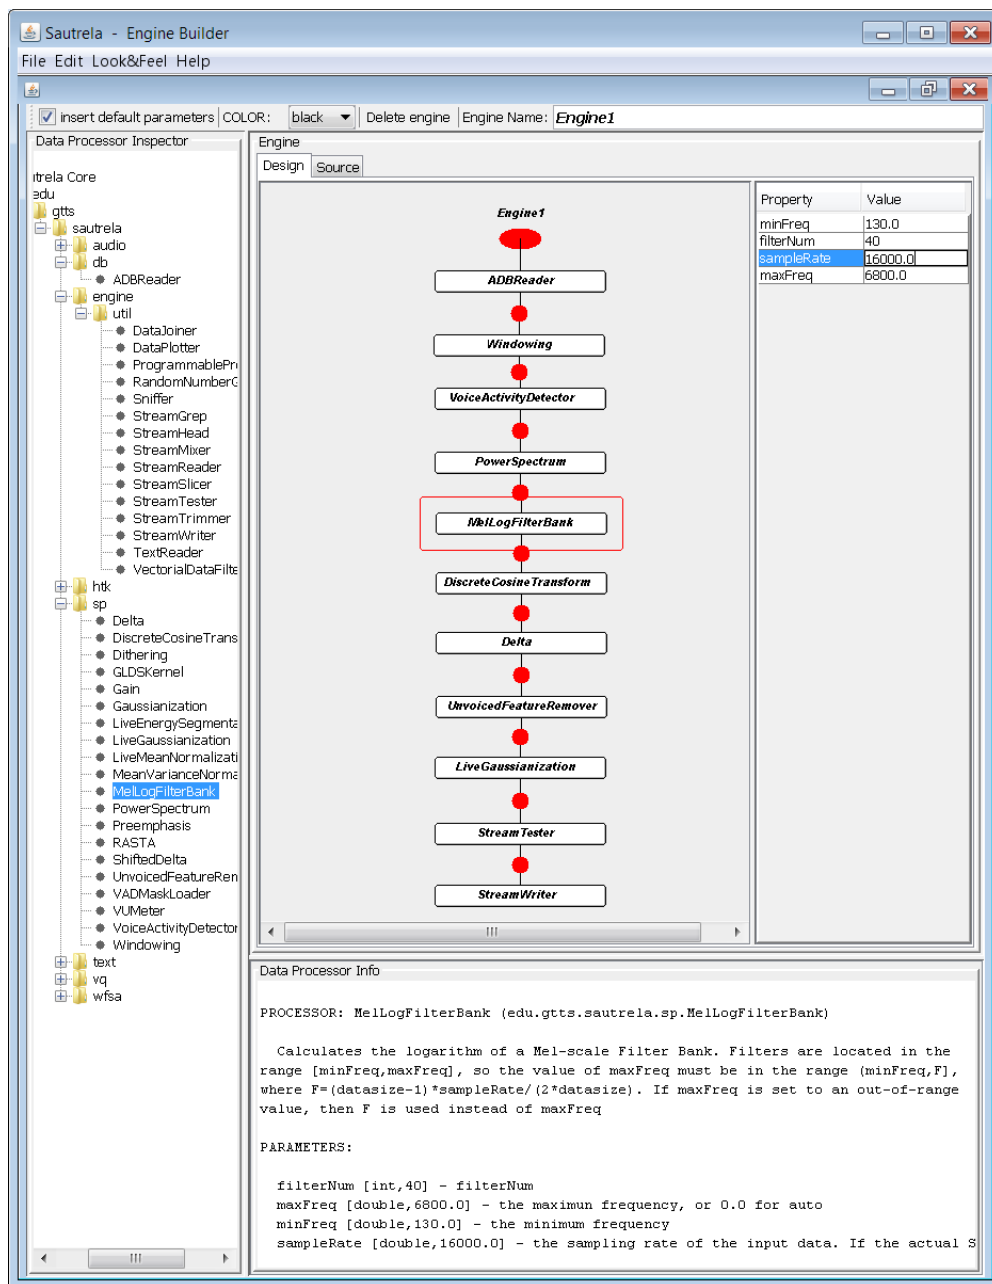 Sautrela - Engine Builder
File Edit Look&Feel Help
insert default parameters COLOR: black Delete engine Engine Name: Engine1
Data Processor Inspector
itrela Core
edu
gtts
sautrela
audio
db
ADBReader
engine
util
DataJoiner
DataPlotter
ProgrammablePr
RandomNumberG
Sniffer
StreamGrep
StreamHead
StreamMixer
StreamReader
StreamSlicer
StreamTester
StreamTrimmer
StreamWriter
TextReader
VectorialDataFilte
htk
sp
Delta
DiscreteCosineTrans
Dithering
GLDSKernel
Gain
Gaussianization
LiveEnergySegmenta
LiveGaussianization
LiveMeanNormalizati
MeanVarianceNorma
MelLogFilterBank
PowerSpectrum
Preemphasis
RASTA
ShiftedDelta
UnvoicedFeatureRen
VADMaskLoader
VUMeter
VoiceActivityDetector
Windowing
text
vq
wfsa
Engine
Design Source
Engine1
ADBReader
Windowing
VoiceActivityDetector
PowerSpectrum
MelLogFilterBank
DiscreteCosineTransform
Delta
UnvoicedFeatureRemover
LiveGaussianization
StreamTester
StreamWriter
Property Value
minFreq 130.0
filterNum 40
sampleRate 16000.0
maxFreq 6800.0
Data Processor Info
PROCESSOR: MelLogFilterBank (edu.gtts.sautrela.sp.MelLogFilterBank)
Calculates the logarithm of a Mel-scale Filter Bank. Filters are located in the
range [minFreq,maxFreq], so the value of maxFreq must be in the range (minFreq,F],
where F=(datasize-1)*sampleRate/(2*datasize). If maxFreq is set to an out-of-range
value, then F is used instead of maxFreq
PARAMETERS:
filterNum [int,40] - filterNum
maxFreq [double,6800.0] - the maximun frequency, or 0.0 for auto
minFreq [double,130.0] - the minimum frequency
sampleRate [double,16000.0] - the sampling rate of the input data. If the actual S